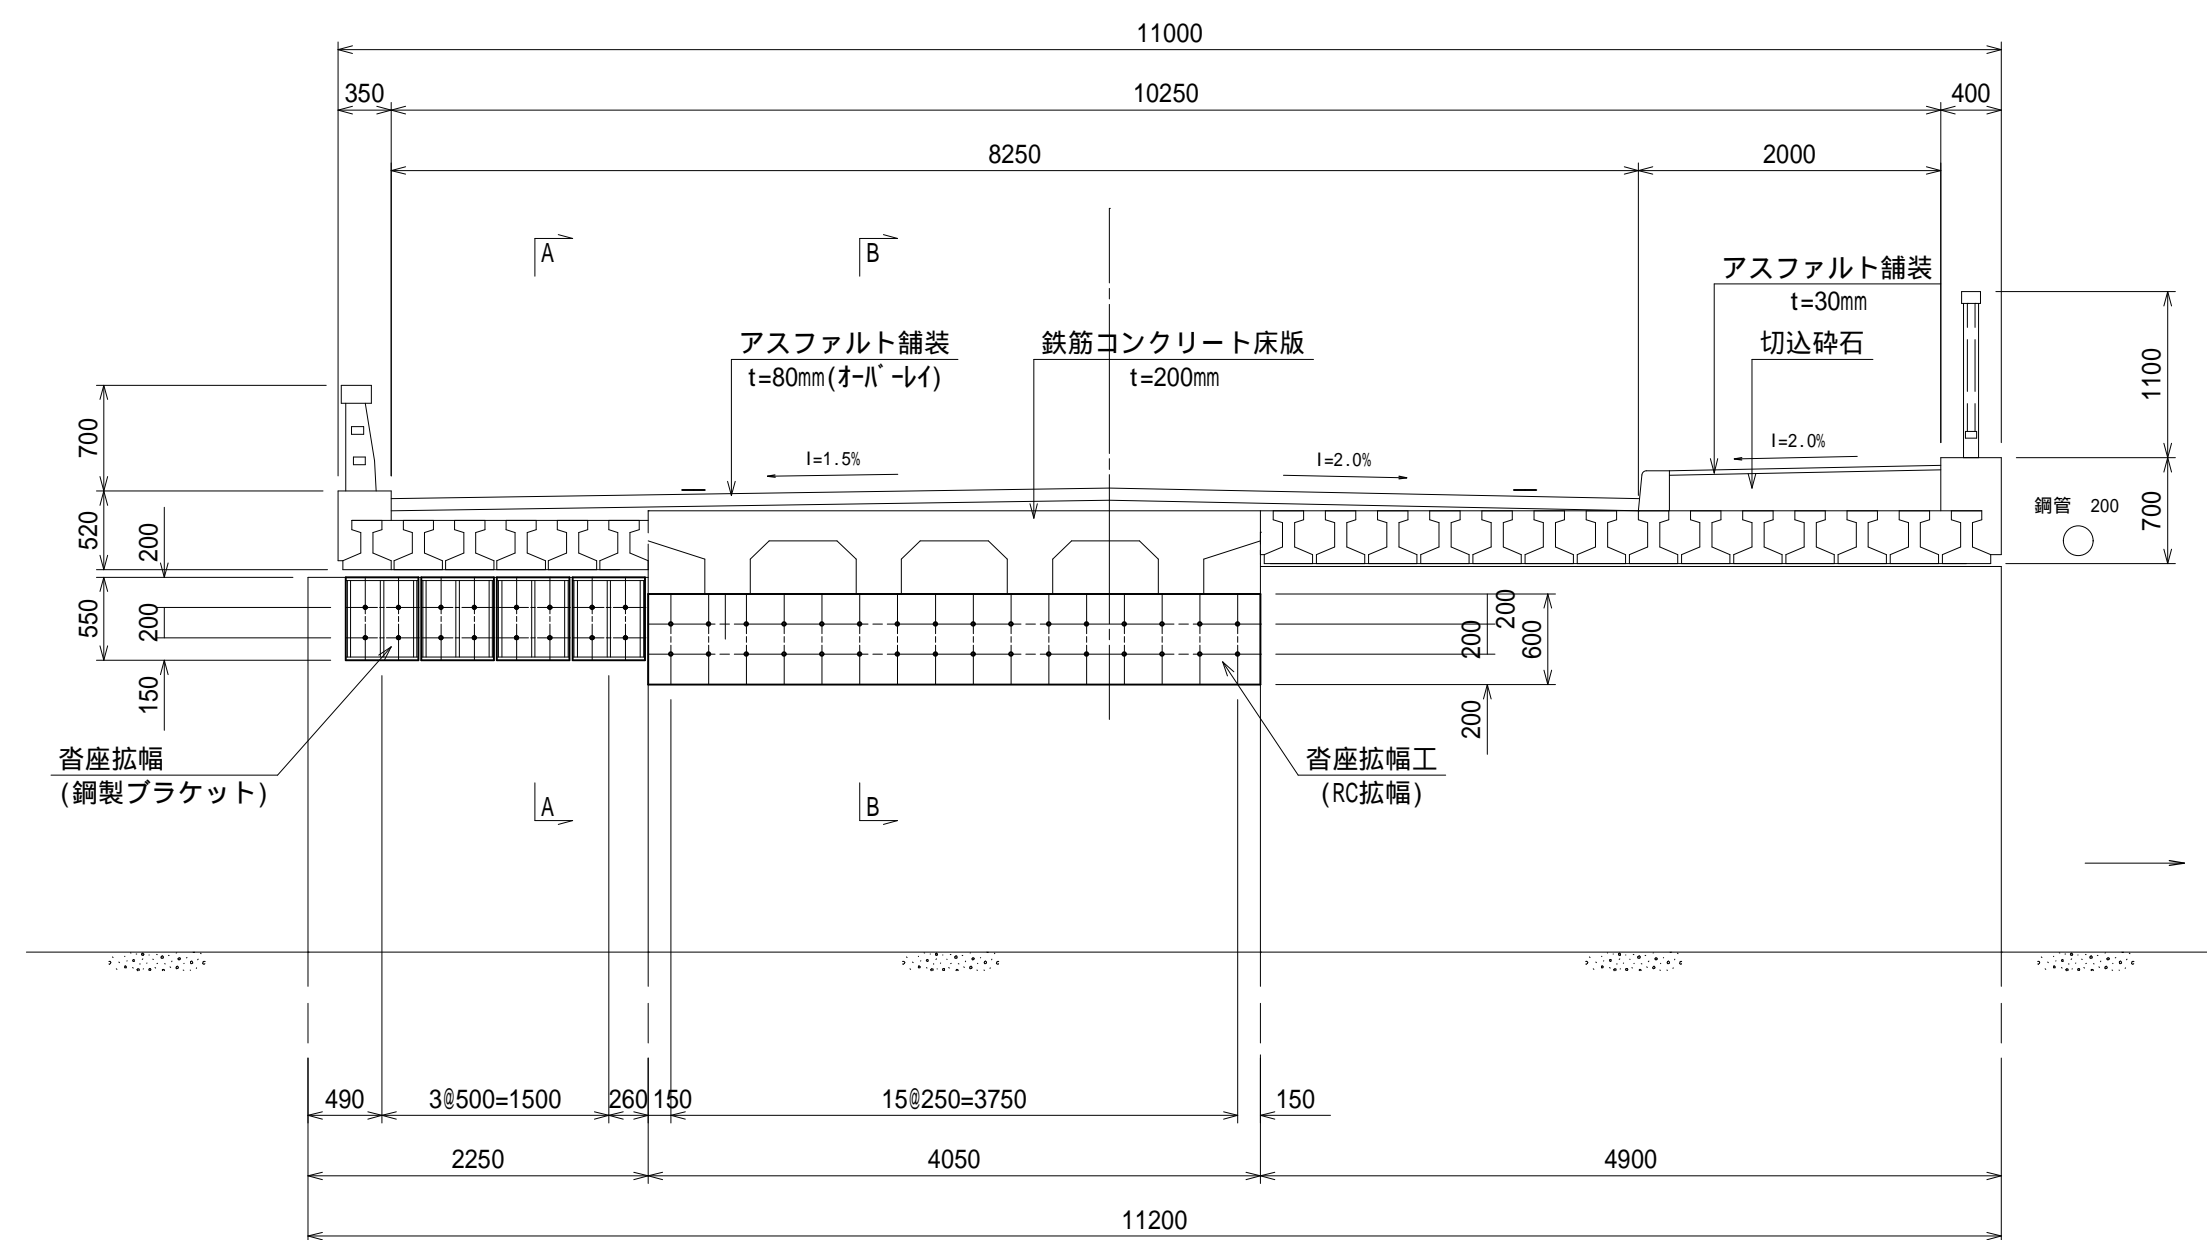 11000
350
10250
400
8250
2000
A
B
アスファルト舗装
t=30mm
アスファルト舗装
t=80mm(ｵｰﾊﾞｰﾚｲ)
鉄筋コンクリート床版
t=200mm
切込砕石
1100
700
I=1.5%
I=2.0%
I=2.0%
520
200
鋼管 200
700
550
200
150
200
200
600
200
沓座拡幅
(鋼製ブラケット)
沓座拡幅工
(RC拡幅)
A
B
490
3@500=1500
260
150
15@250=3750
150
2250
4050
4900
11200